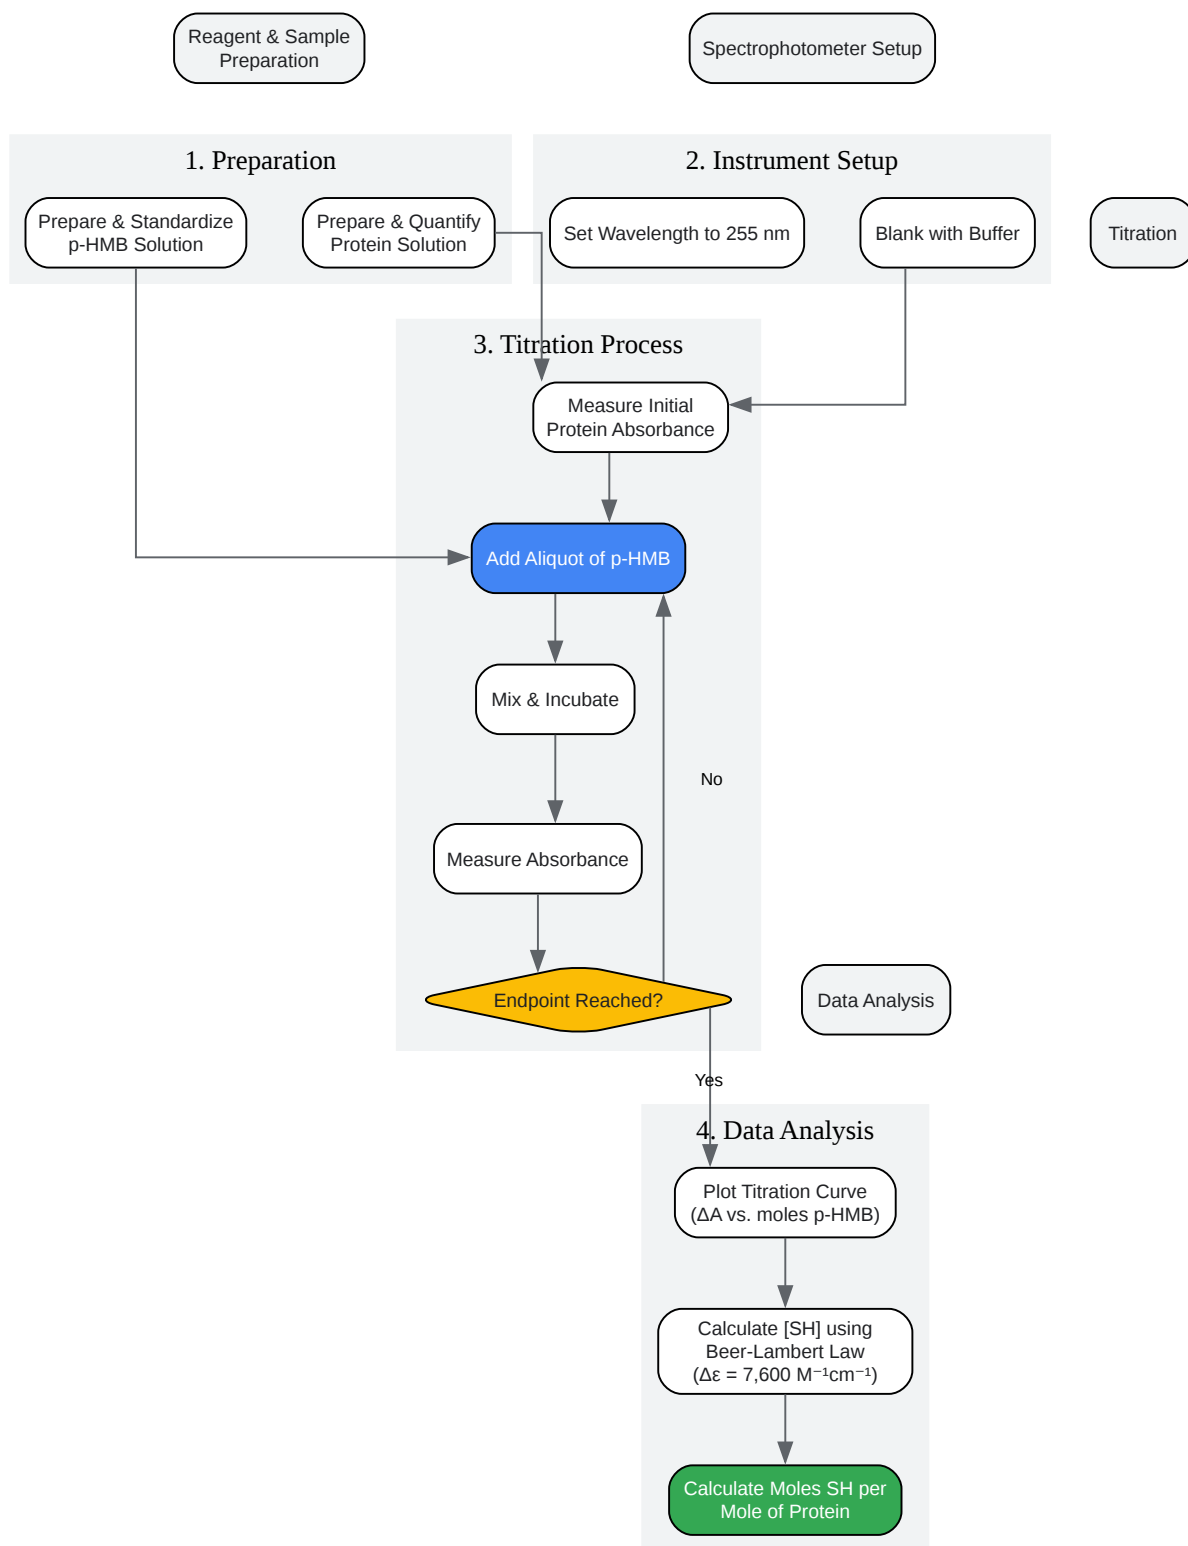 Reagent & Sample
Preparation
Spectrophotometer Setup
1. Preparation
2. Instrument Setup
Prepare & Standardize
p-HMB Solution
Prepare & Quantify
Protein Solution
Set Wavelength to 255 nm
Blank with Buffer
Titration
3. Titration Process
Measure Initial
Protein Absorbance
Add Aliquot of p-HMB
Mix & Incubate
No
Measure Absorbance
Endpoint Reached?
Data Analysis
Yes
4. Data Analysis
Plot Titration Curve
(ΔA vs. moles p-HMB)
Calculate [SH] using
Beer-Lambert Law
(Δε = 7,600 M⁻¹cm⁻¹)
Calculate Moles SH per
Mole of Protein